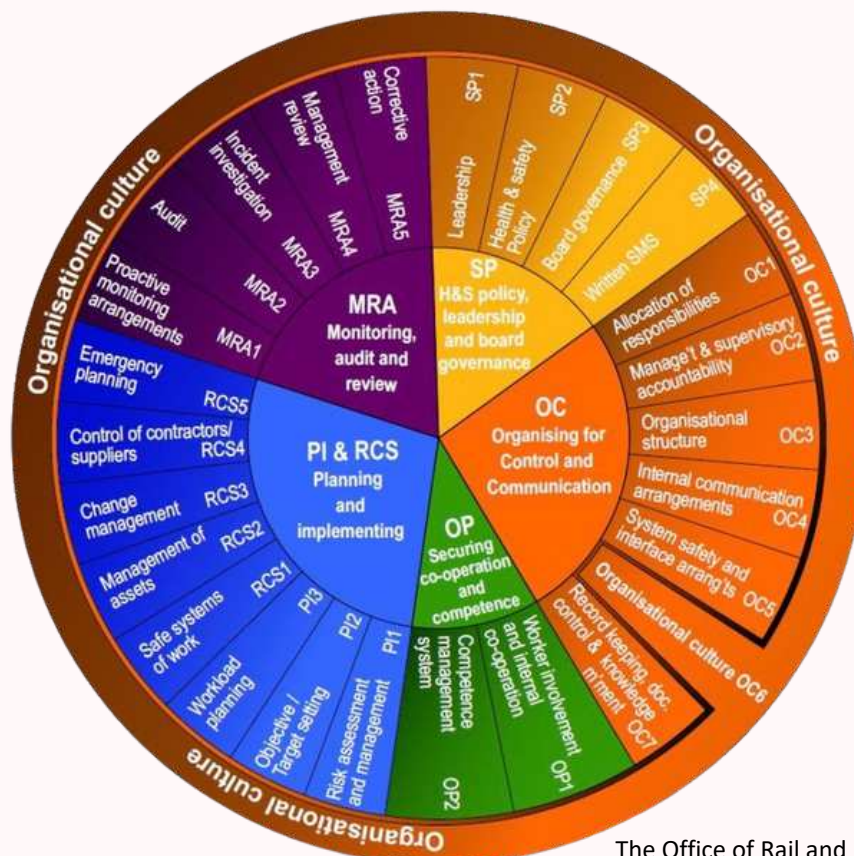 Organisational culture
Organisational culture
Organisational culture
SP
H&S policy,
leadership
and board
governance
SP1
Leadership
SP2
Health & safety
Policy
Board governance SP3
Written SMS SP4
OC
Organising for
Control and
Communication
Allocation of
responsibilities OC1
Manage't & supervisory
accountability OC2
Organisational
structure OC3
Internal communication
arrangements OC4
System safety and
interface arrang'ts OC5
Organisational culture OC6
Record keeping, doc.
control & knowledge
m'ment OC7
OP
Securing
co-operation
and
competence
Worker involvement
and internal
co-operation
OP1
Competence
management
system
OP2
PI & RCS
Planning
and
implementing
PI1
Risk assessment
and management
PI2
Objective /
Target setting
PI3
Workload
planning
RCS1
Safe systems
of work
RCS2
Management of
assets
RCS3
Change
management
Control of contractors/
suppliers RCS4
Emergency
planning
RCS5
MRA
Monitoring,
audit and
review
Proactive
monitoring
arrangements MRA1
Audit
MRA2
Incident
investigation
MRA3
Management
review
MRA4
Corrective
action
MRA5
The Office of Rail and